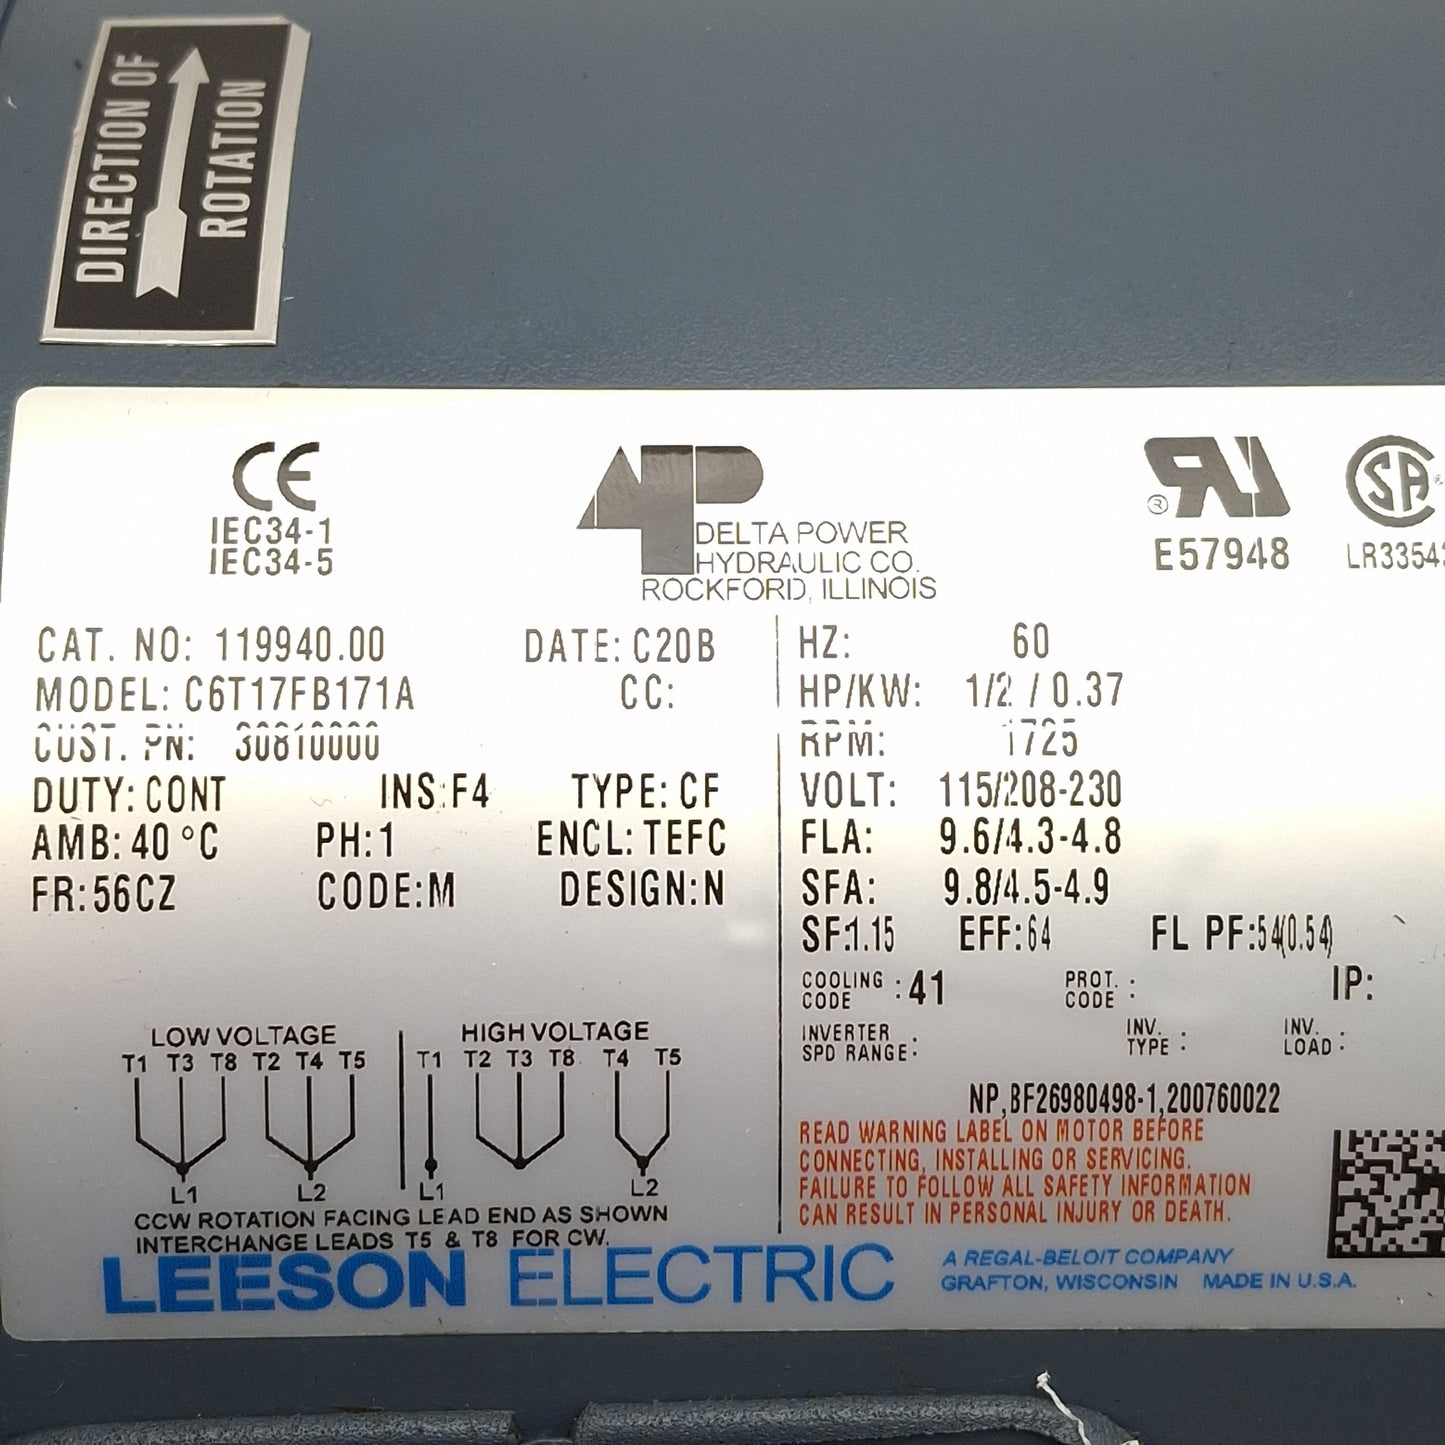 DIRECTION OF
ROTATION
CE
IEC34-1
IEC34-5
DELTA POWER
HYDRAULIC CO.
ROCKFORD, ILLINOIS
®
E57948
SA
CAT. NO: 119940.00
DATE: C20B
MODEL: C6T17FB171A
CC:
CUST. PN: 30810000
DUTY: CONT
INS:F4
TYPE: CF
AMB: 40 °C
PH:1
ENCL: TEFC
FR:56CZ
CODE:M
DESIGN:N
HZ: 60
HP/KW: 1/2 / 0.37
RPM: 1725
VOLT: 115/208-230
FLA: 9.6/4.3-4.8
SFA: 9.8/4.5-4.9
SF:1.15 EFF:64 FL PF:54(0.54)
COOLING CODE :41
PROT. CODE :
IP:
INVERTER SPD RANGE:
INV. TYPE :
INV. LOAD :
NP,BF26980498-1,200760022
LOW VOLTAGE
T1 T3 T8 T2 T4 T5
L1 L2
HIGH VOLTAGE
T1 T2 T3 T8 T4 T5
L1 L2
CCW ROTATION FACING LEAD END AS SHOWN
INTERCHANGE LEADS T5 & T8 FOR CW.
READ WARNING LABEL ON MOTOR BEFORE
CONNECTING, INSTALLING OR SERVICING.
FAILURE TO FOLLOW ALL SAFETY INFORMATION
CAN RESULT IN PERSONAL INJURY OR DEATH.
LEESON ELECTRIC
A REGAL-BELOIT COMPANY
GRAFTON, WISCONSIN MADE IN U.S.A.